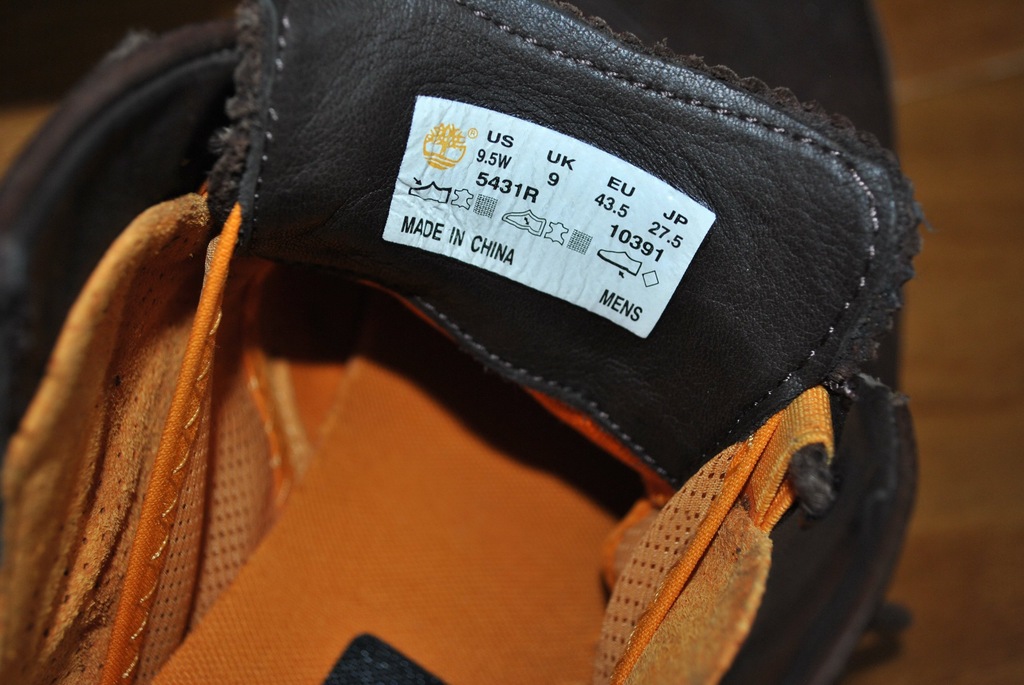 ® US UK EU JP
9.5W 9 43.5 27.5
5431R 10391
MADE IN CHINA MENS